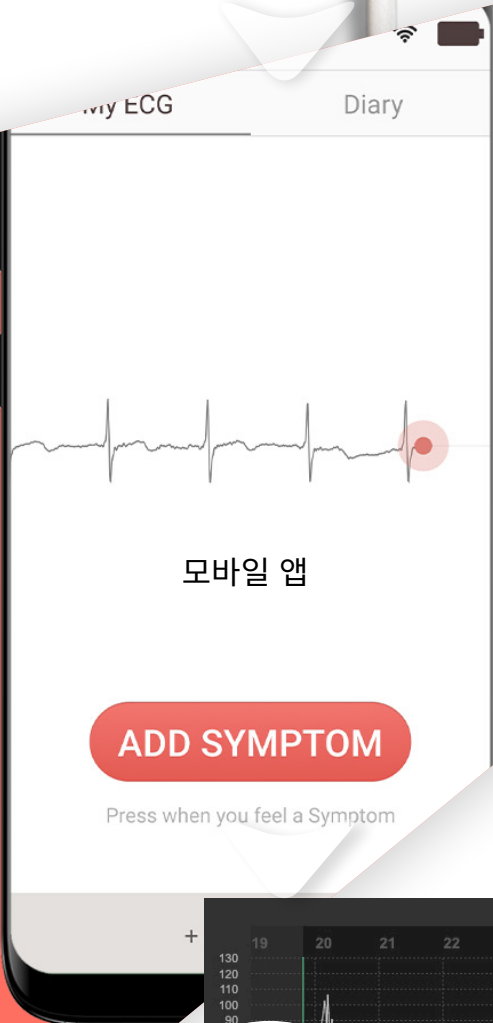 My ECG
Diary
모바일 앱
ADD SYMPTOM
Press when you feel a Symptom
+
19 20 21 22
130
120
110
100
90